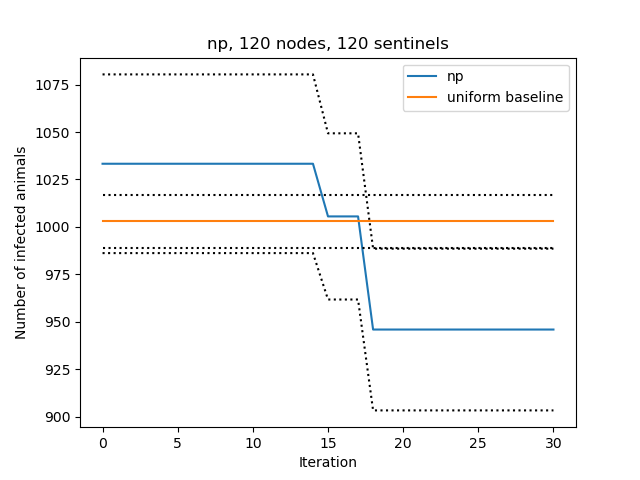 np, 120 nodes, 120 sentinels
np
uniform baseline
Number of infected animals
1075
1050
1025
1000
975
950
925
900
0 5 10 15 20 25 30
Iteration